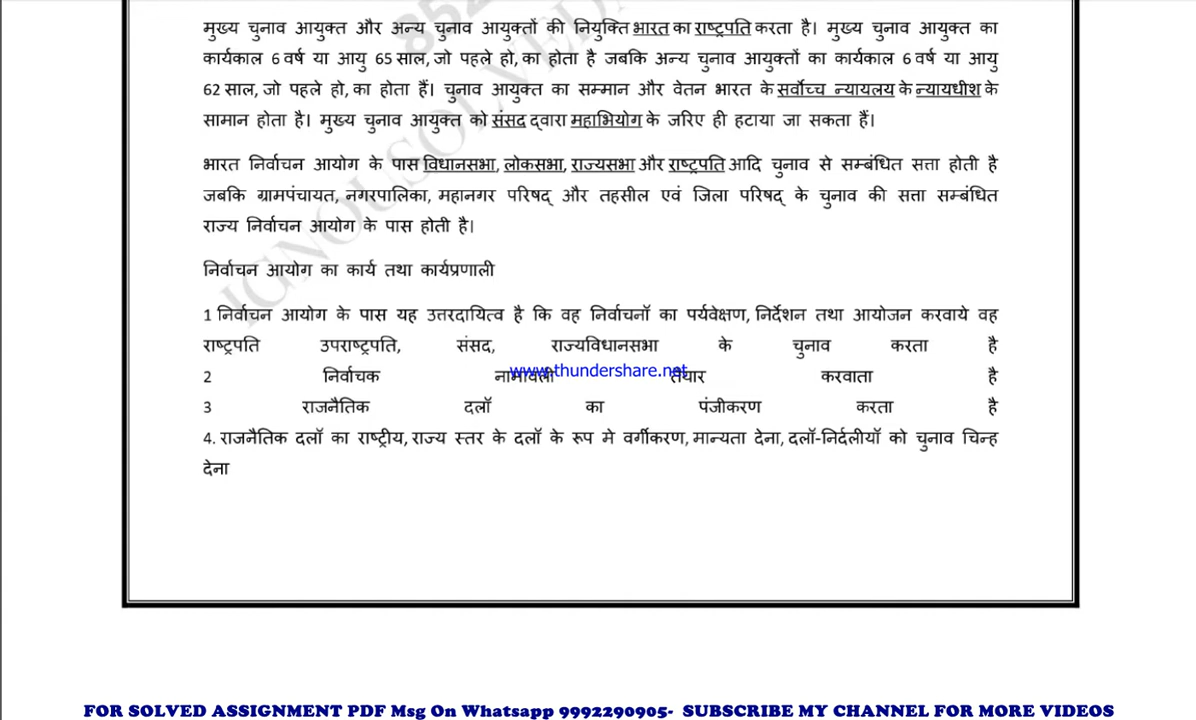 मुख्य चुनाव आयुक्त और अन्य चुनाव आयुक्तों की नियुक्ति भारत का राष्ट्रपति करता है। मुख्य चुनाव आयुक्त का
कार्यकाल 6 वर्ष या आयु 65 साल, जो पहले हो, का होता है जबकि अन्य चुनाव आयुक्तों का कार्यकाल 6 वर्ष या आयु
62 साल, जो पहले हो, का होता हैं। चुनाव आयुक्त का सम्मान और वेतन भारत के सर्वोच्च न्यायलय के न्यायधीश के
सामान होता है। मुख्य चुनाव आयुक्त को संसद द्वारा महाभियोग के जरिए ही हटाया जा सकता हैं।
भारत निर्वाचन आयोग के पास विधानसभा, लोकसभा, राज्यसभा और राष्ट्रपति आदि चुनाव से सम्बंधित सत्ता होती है
जबकि ग्रामपंचायत, नगरपालिका, महानगर परिषद् और तहसील एवं जिला परिषद् के चुनाव की सत्ता सम्बंधित
राज्य निर्वाचन आयोग के पास होती है।
निर्वाचन आयोग का कार्य तथा कार्यप्रणाली
1 निर्वाचन आयोग के पास यह उत्तरदायित्व है कि वह निर्वाचनॉ का पर्यवेक्षण, निर्देशन तथा आयोजन करवाये वह
राष्ट्रपति उपराष्ट्रपति, संसद, राज्यविधानसभा के चुनाव करता है
2 निर्वाचक नामावली तैयार करवाता है
www.thundershare.net
3 राजनैतिक दलॉ का पंजीकरण करता है
4. राजनैतिक दलॉ का राष्ट्रीय, राज्य स्तर के दलॉ के रूप मे वर्गीकरण, मान्यता देना, दलॉ-निर्दलीयॉ को चुनाव चिन्ह
देना
FOR SOLVED ASSIGNMENT PDF Msg On Whatsapp 9992290905- SUBSCRIBE MY CHANNEL FOR MORE VIDEOS